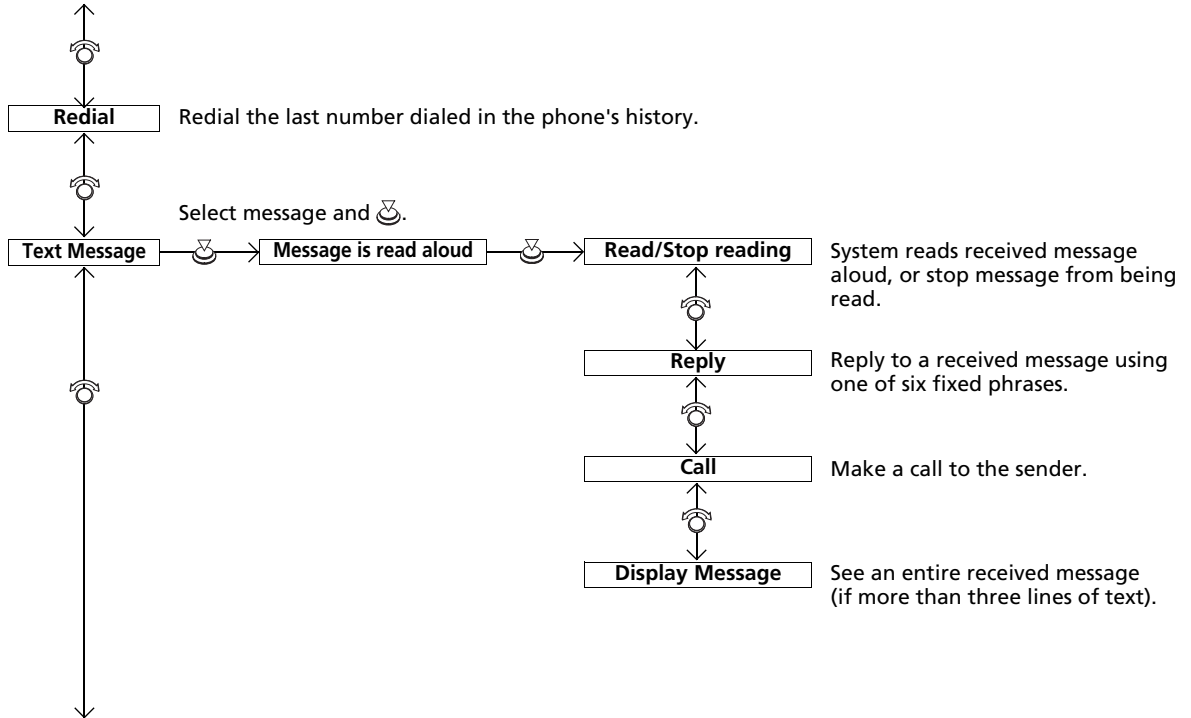 Redial
Redial the last number dialed in the phone's history.
Select message and .
Text Message
Message is read aloud
Read/Stop reading
System reads received message
aloud, or stop message from being
read.
Reply
Reply to a received message using
one of six fixed phrases.
Call
Make a call to the sender.
Display Message
See an entire received message
(if more than three lines of text).